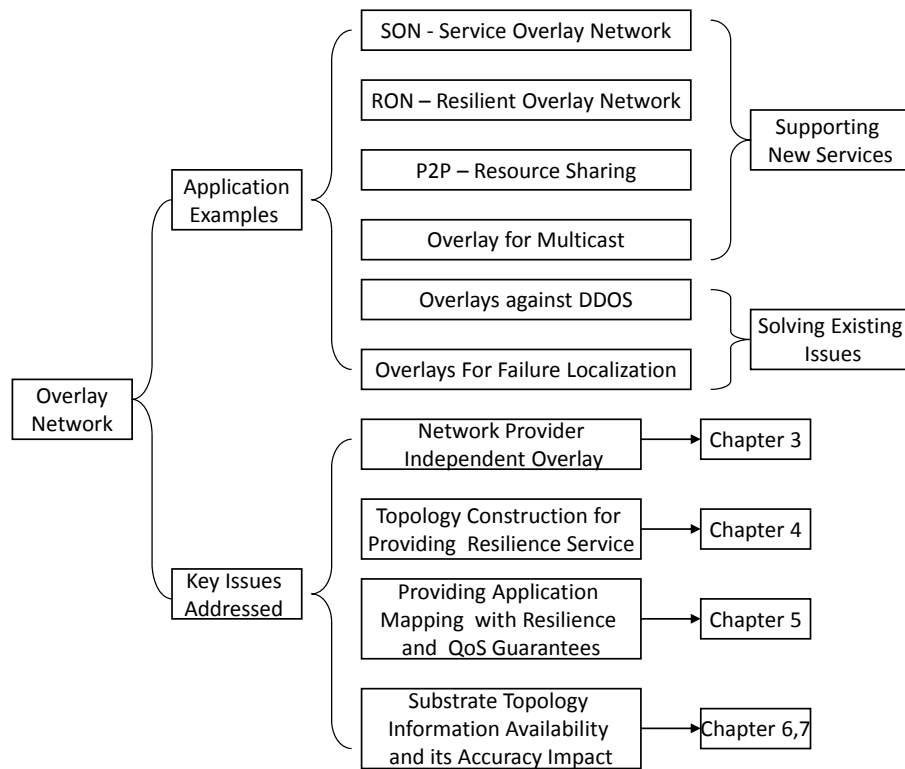 SON - Service Overlay Network
RON – Resilient Overlay Network
Supporting
New Services
P2P – Resource Sharing
Application
Examples
Overlay for Multicast
Overlays against DDOS
Solving Existing
Issues
Overlays For Failure Localization
Overlay
Network
Network Provider
Independent Overlay
Chapter 3
Topology Construction for
Providing Resilience Service
Chapter 4
Key Issues
Addressed
Providing Application
Mapping with Resilience
and QoS Guarantees
Chapter 5
Substrate Topology
Information Availability
and its Accuracy Impact
Chapter 6,7